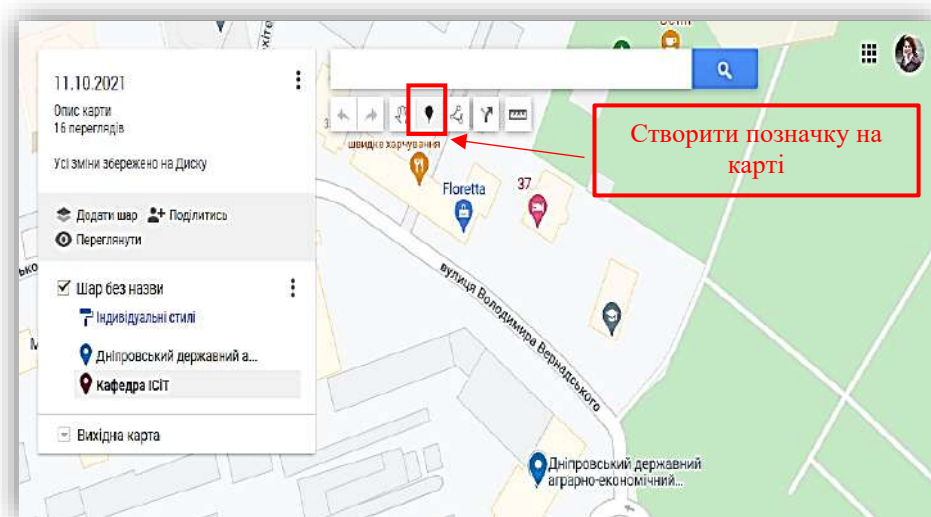 11.10.2021
Опис карти
16 переглядів
Усі зміни збережено на Диску
Додати шар Поділитись
Переглянути
Шар без назви
Індивідуальні стилі
Дніпровський державний а...
Кафедра ІСІТ
Вихідна карта
Створити позначку на
карті
швидке харчування
Floretta
37
вулиця Володимира Вернадського
Дніпровський державний
аграрно-економічний...